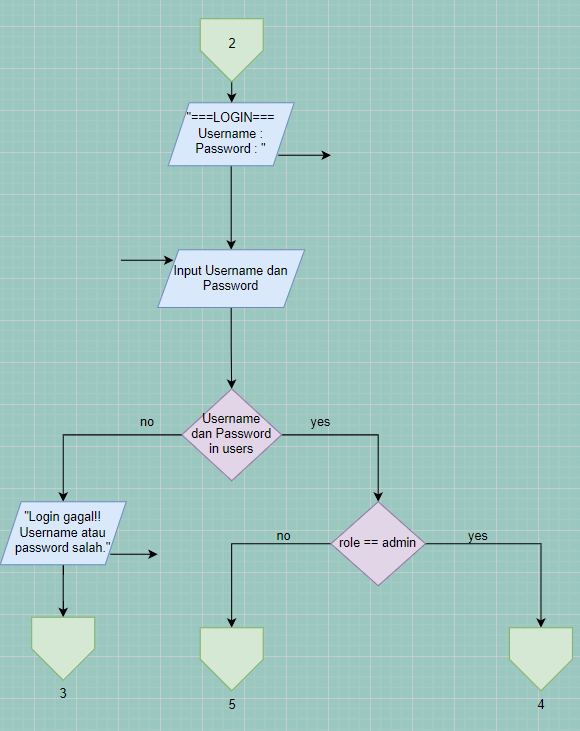 2
"===LOGIN===
Username :
Password : "
Input Username dan
Password
Username
dan Password
in users
no
yes
"Login gagal!!
Username atau
password salah."
role == admin
no
yes
3
5
4